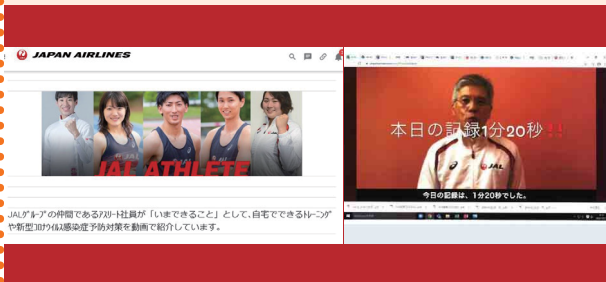 JAPAN AIRLINES
JAL ATHLETE
JALグループの仲間であるアスリート社員が「いまできること」として、自宅でできるトレーニング
や新型コロナウイルス感染症予防対策を動画で紹介しています。
本日の記録1分20秒‼
JAL
今日の記録は、1分20秒でした。